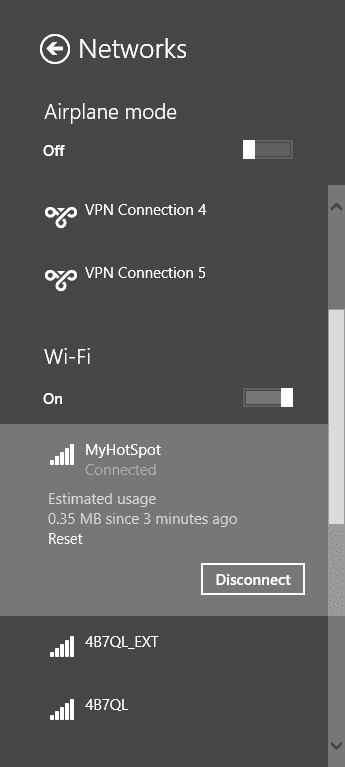 Networks
Airplane mode
Off
VPN Connection 4
VPN Connection 5
Wi-Fi
On
MyHotSpot
Connected
Estimated usage
0.35 MB since 3 minutes ago
Reset
Disconnect
4B7QL_EXT
4B7QL